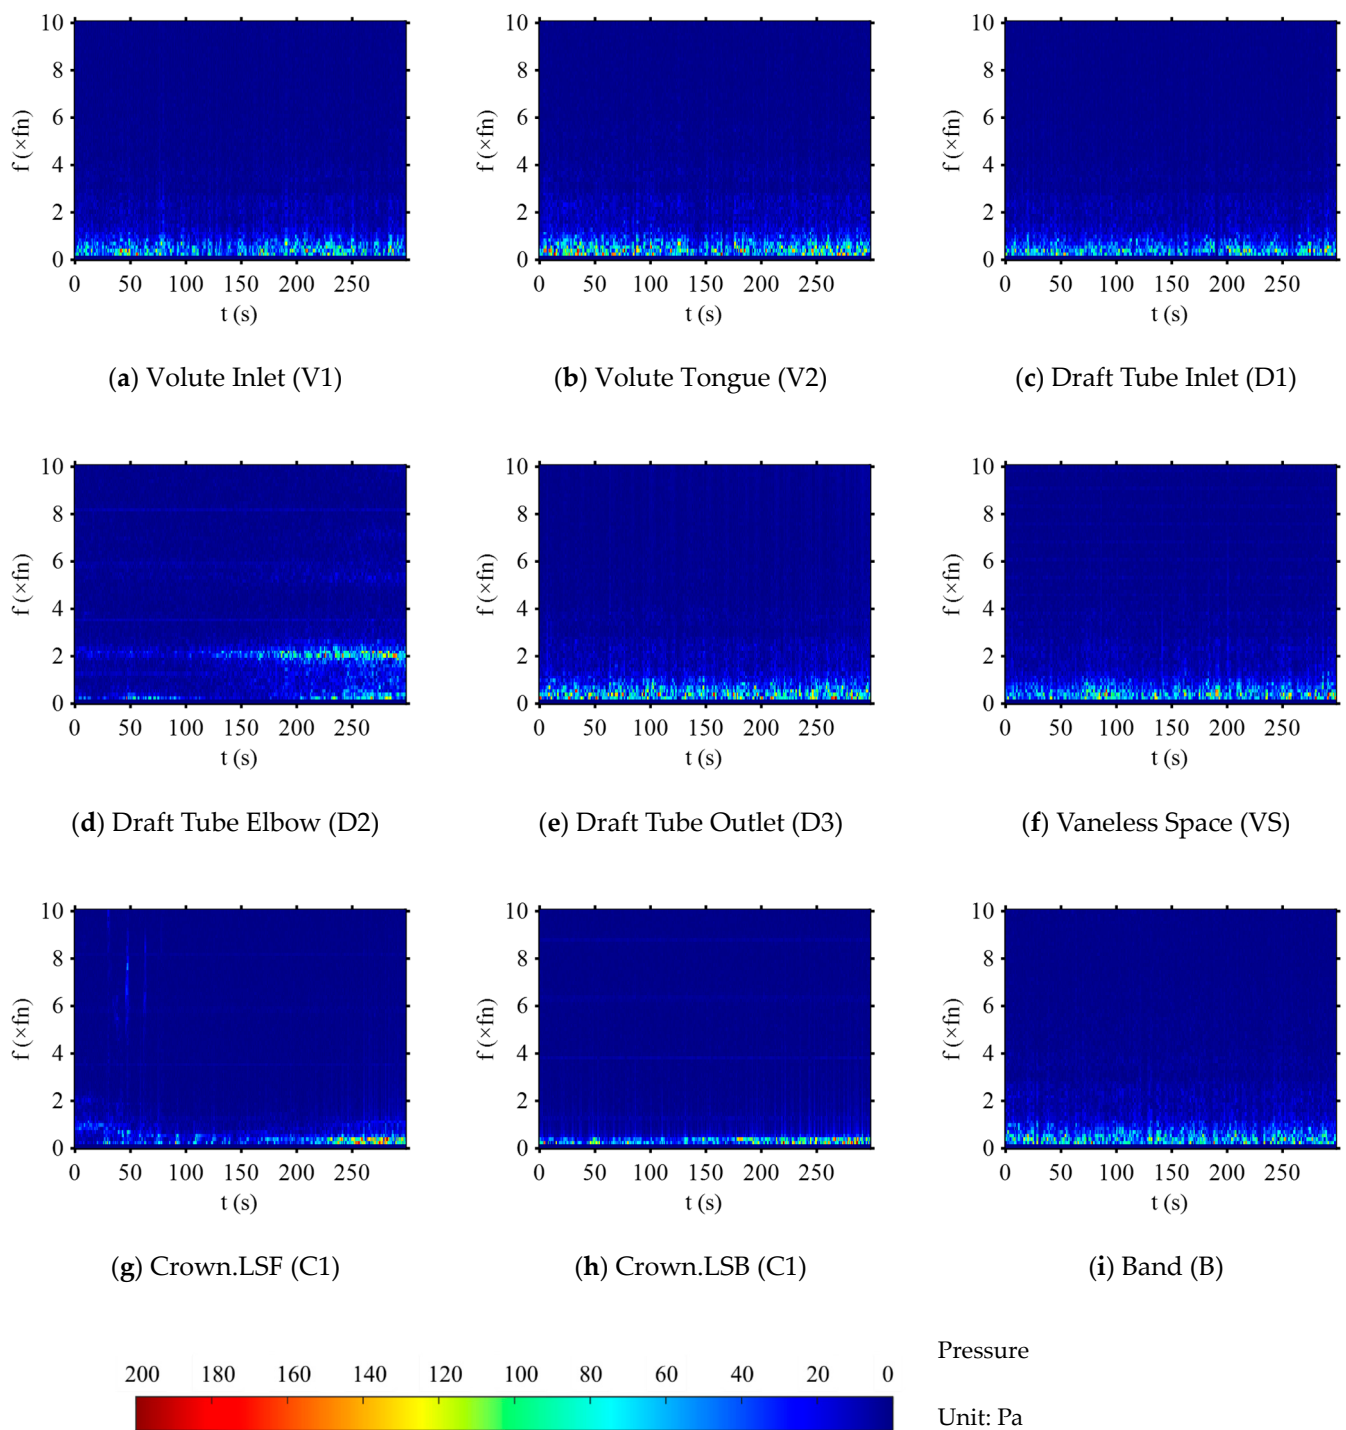 10
8
6
4
2
0
f (×fn)
0 50 100 150 200 250
t (s)
(a) Volute Inlet (V1)
10
8
6
4
2
0
f (×fn)
0 50 100 150 200 250
t (s)
(b) Volute Tongue (V2)
10
8
6
4
2
0
f (×fn)
0 50 100 150 200 250
t (s)
(c) Draft Tube Inlet (D1)
10
8
6
4
2
0
f (×fn)
0 50 100 150 200 250
t (s)
(d) Draft Tube Elbow (D2)
10
8
6
4
2
0
f (×fn)
0 50 100 150 200 250
t (s)
(e) Draft Tube Outlet (D3)
10
8
6
4
2
0
f (×fn)
0 50 100 150 200 250
t (s)
(f) Vaneless Space (VS)
10
8
6
4
2
0
f (×fn)
0 50 100 150 200 250
t (s)
(g) Crown.LSF (C1)
10
8
6
4
2
0
f (×fn)
0 50 100 150 200 250
t (s)
(h) Crown.LSB (C1)
10
8
6
4
2
0
f (×fn)
0 50 100 150 200 250
t (s)
(i) Band (B)
200 180 160 140 120 100 80 60 40 20 0
Pressure
Unit: Pa